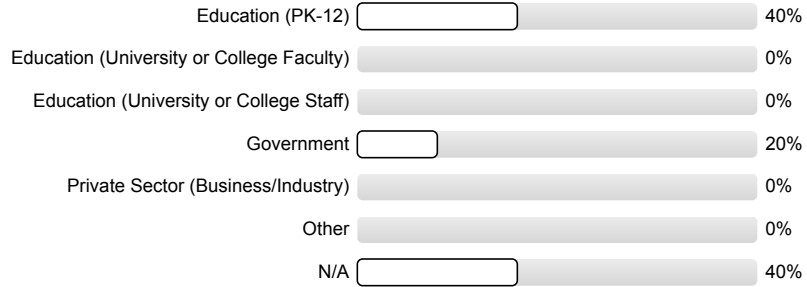 Education (PK-12) 40%
Education (University or College Faculty) 0%
Education (University or College Staff) 0%
Government 20%
Private Sector (Business/Industry) 0%
Other 0%
N/A 40%